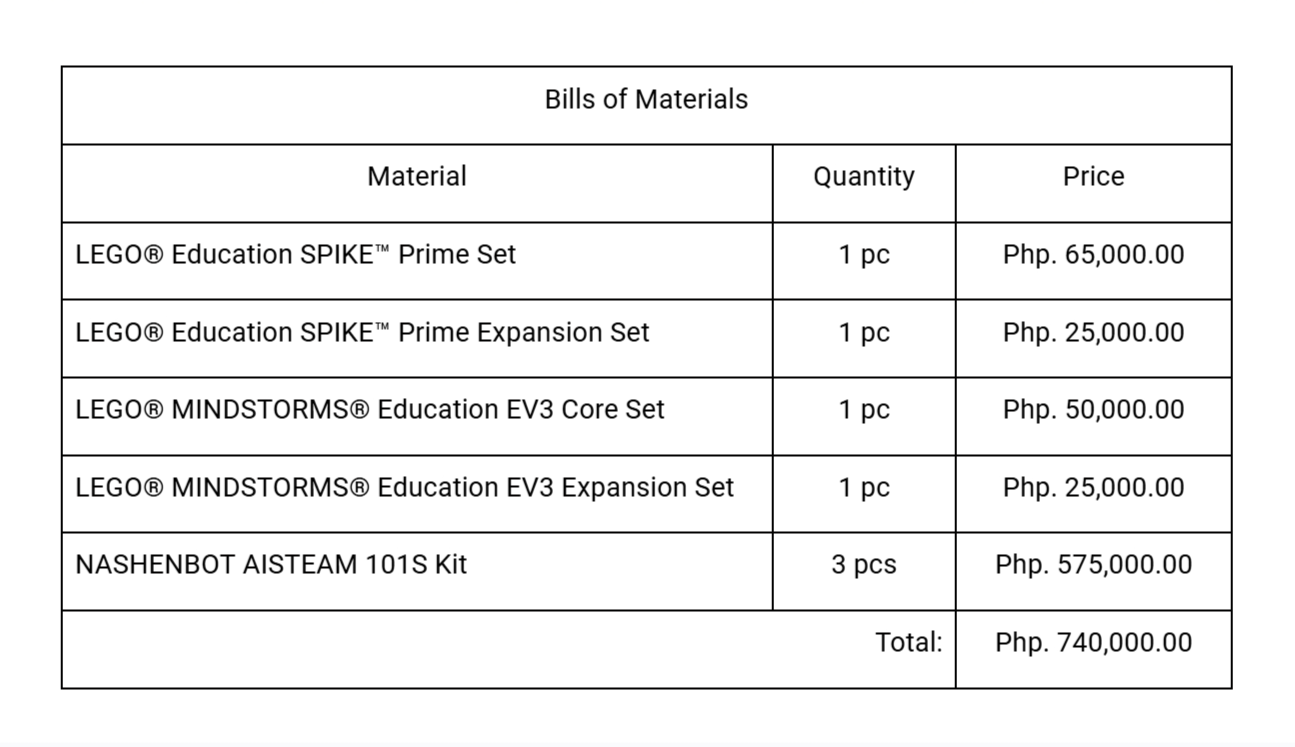 Bills of Materials
Material Quantity Price
LEGO® Education SPIKE™ Prime Set 1 pc Php. 65,000.00
LEGO® Education SPIKE™ Prime Expansion Set 1 pc Php. 25,000.00
LEGO® MINDSTORMS® Education EV3 Core Set 1 pc Php. 50,000.00
LEGO® MINDSTORMS® Education EV3 Expansion Set 1 pc Php. 25,000.00
NASHENBOT AISTEAM 101S Kit 3 pcs Php. 575,000.00
Total: Php. 740,000.00